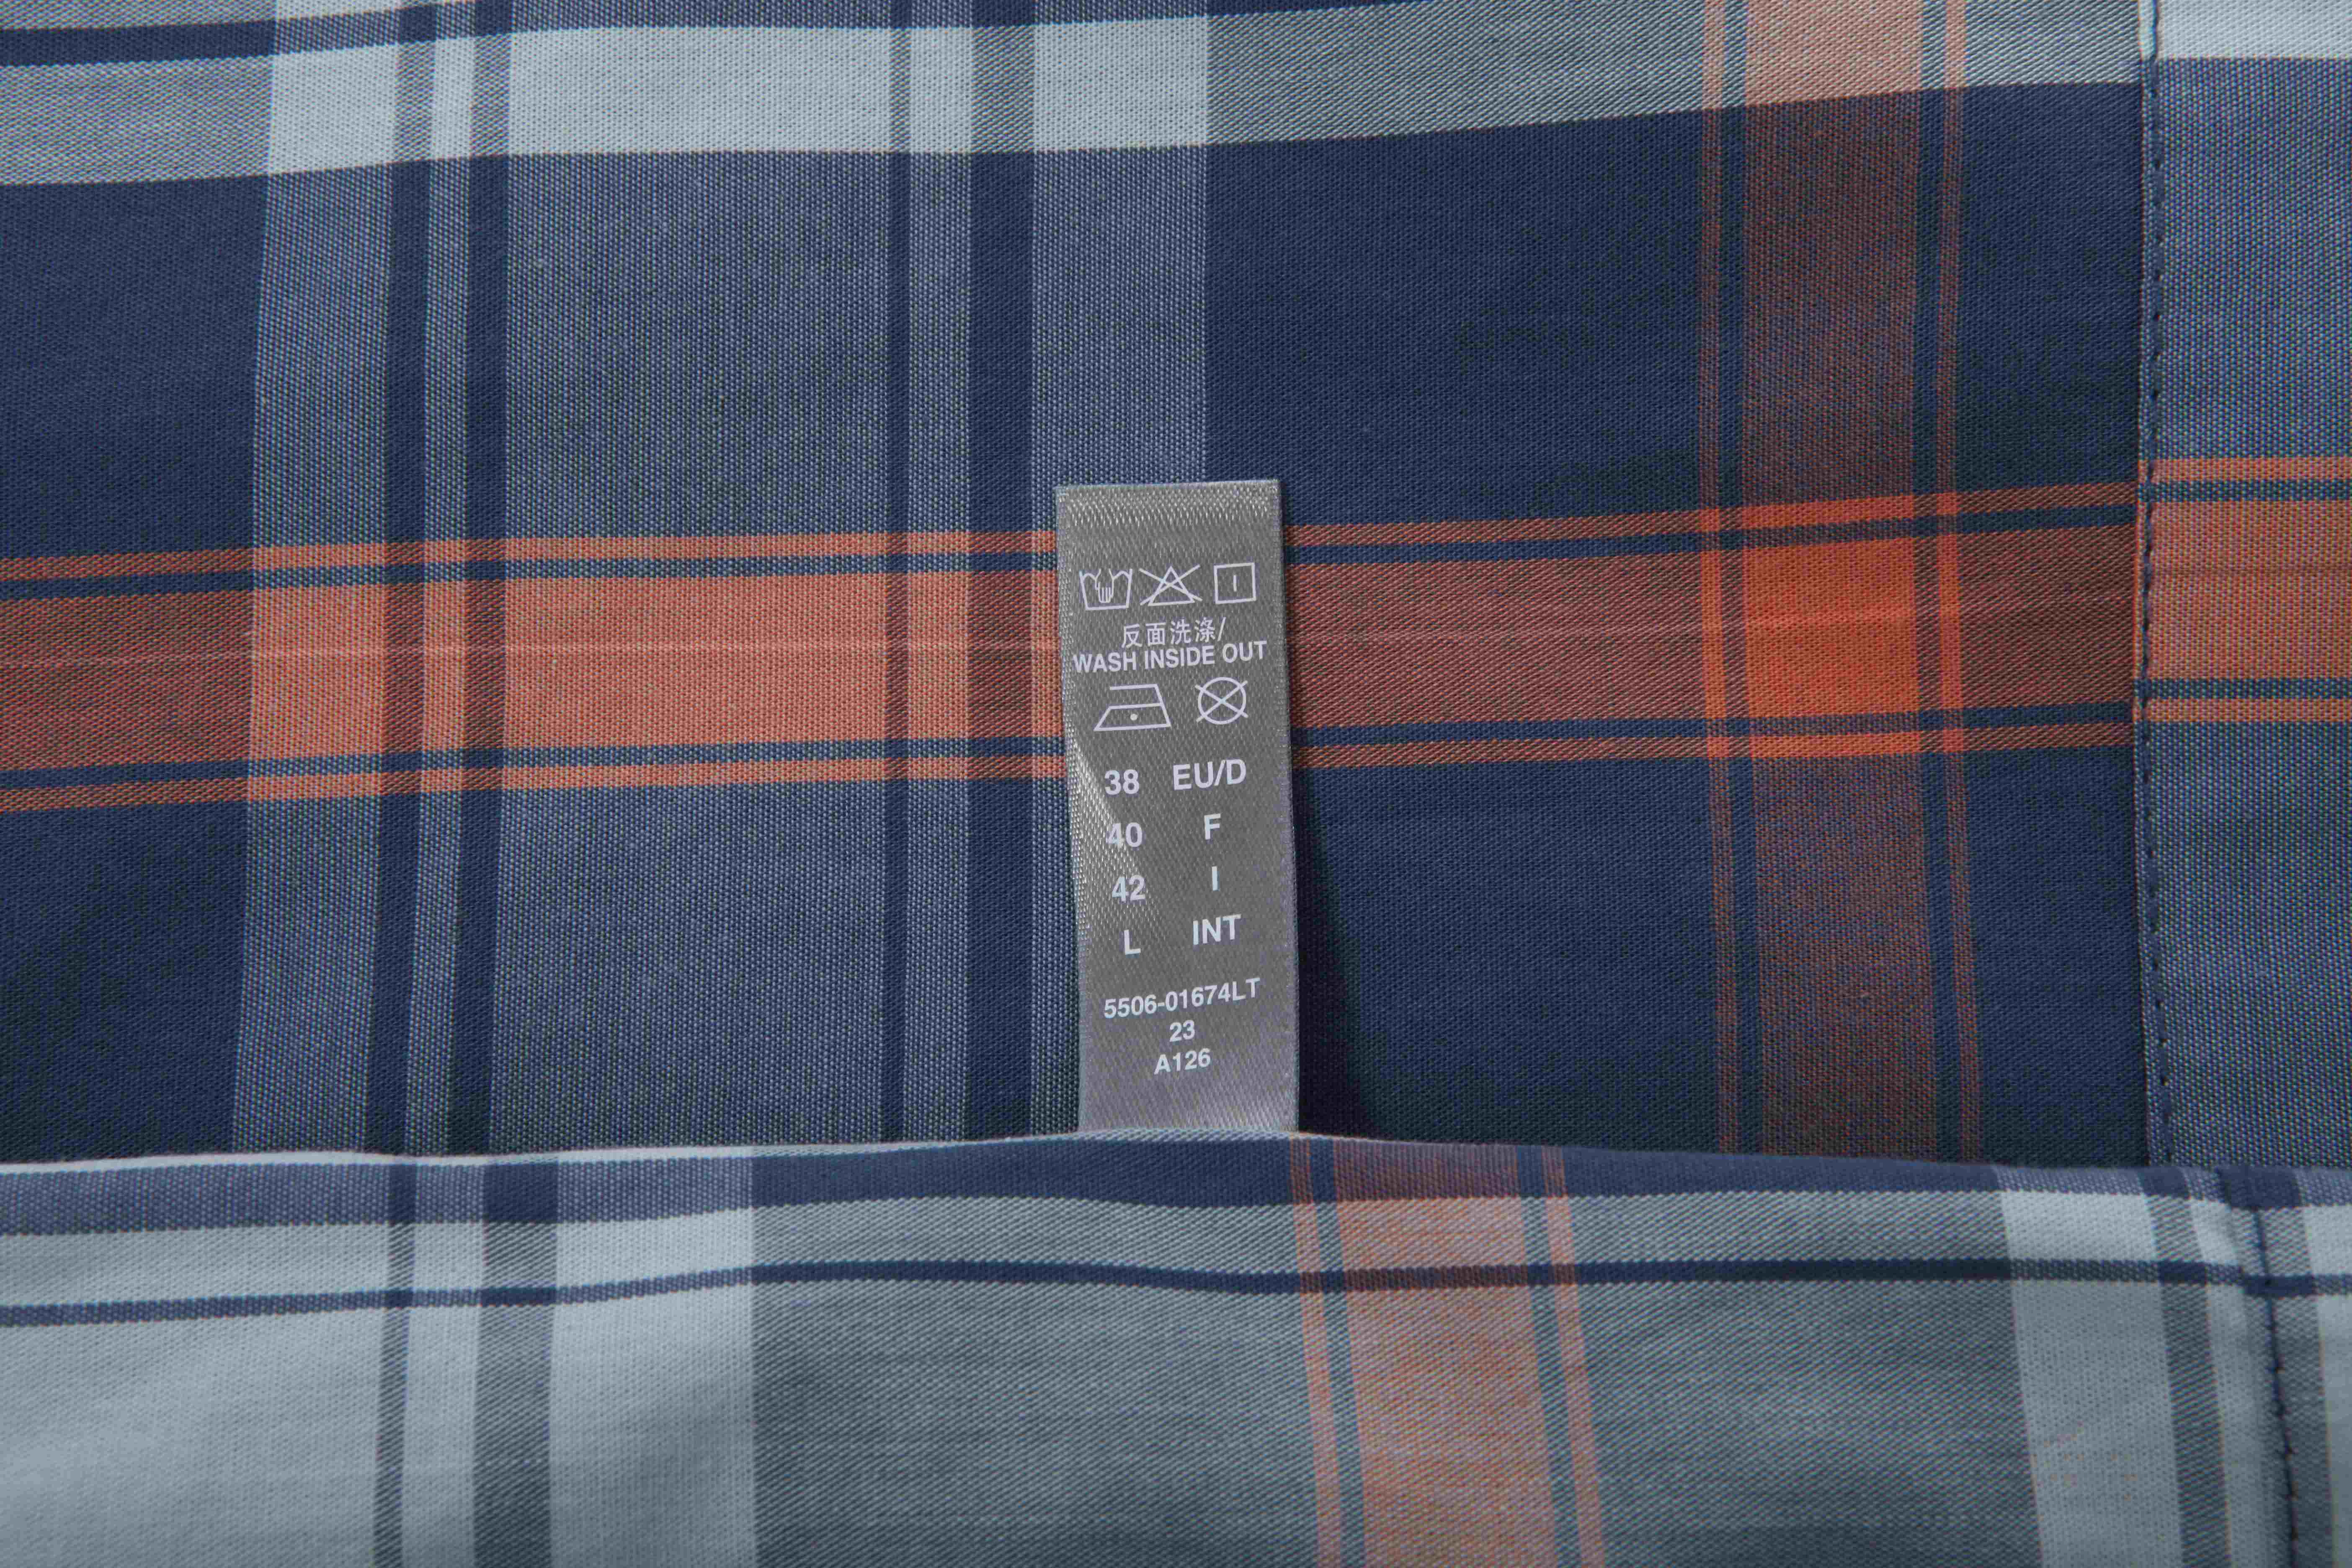 反面洗涤/
WASH INSIDE OUT
38 EU/D
40 F
42 I
L INT
5506-01674LT
23
A126